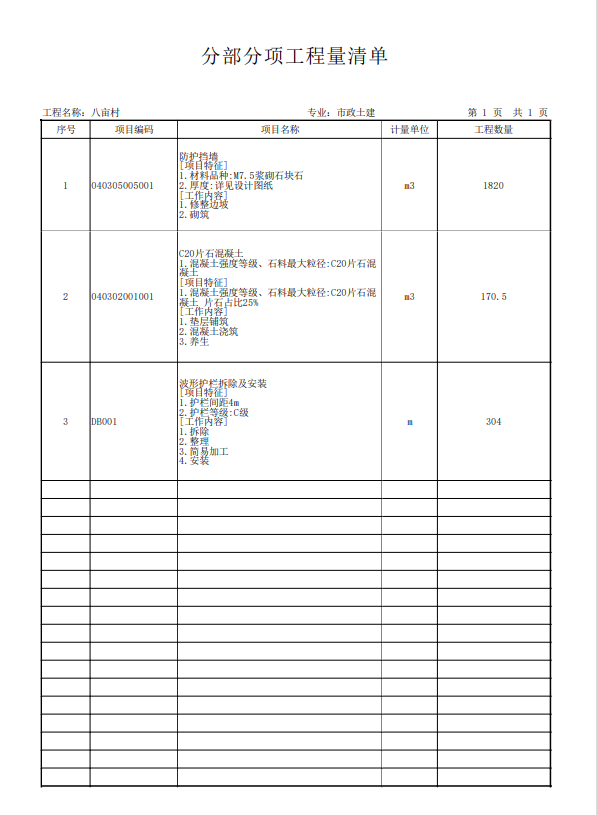 分部分项工程量清单
工程名称: 八亩村 专业: 市政土建 第 1 页 共 1 页
序号 项目编码 项目名称 计量单位 工程数量
1 040305005001 m3 1820
防护挡墙
[项目特征]
1.材料品种:M7.5浆砌石块石
2.厚度:详见设计图纸
[工作内容]
1.修整边坡
2.砌筑
2 040302001001 m3 170.5
C20片石混凝土
1.混凝土强度等级、石料最大粒径:C20片石混
凝土
[项目特征]
1.混凝土强度等级、石料最大粒径:C20片石混
凝土 片石占比25%
[工作内容]
1.垫层铺筑
2.混凝土浇筑
3.养生
3 DB001 m 304
波形护栏拆除及安装
[项目特征]
1.护栏间距4m
2.护栏等级:C级
[工作内容]
1.拆除
2.整理
3.简易加工
4.安装